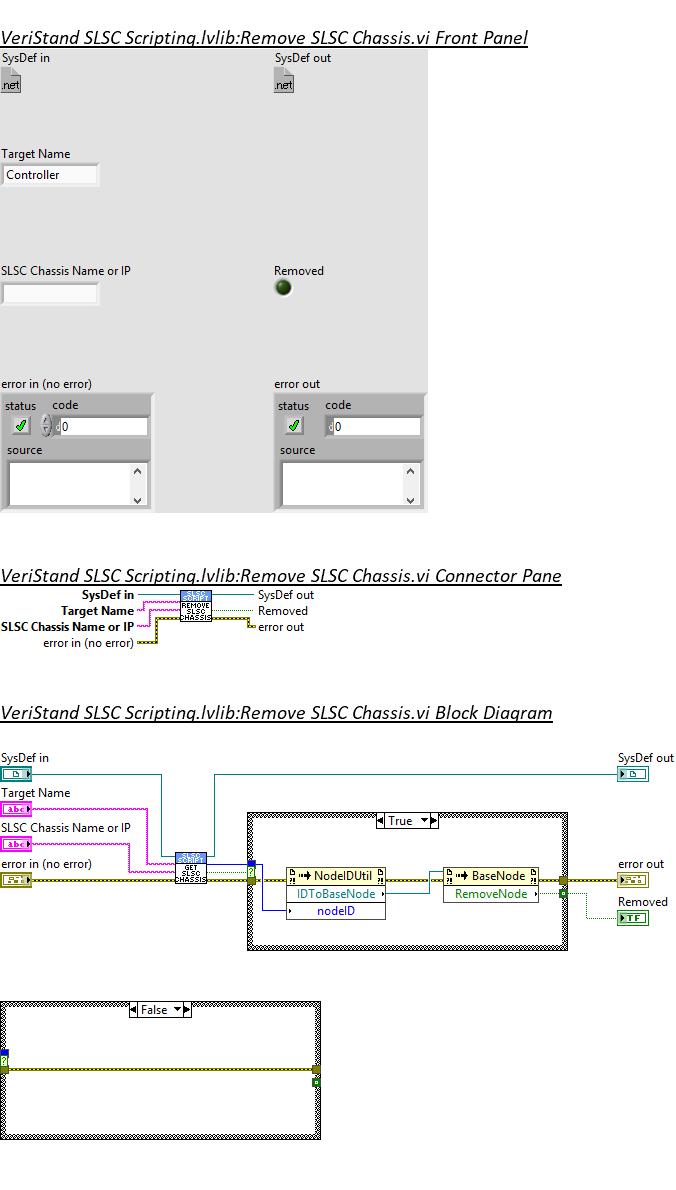 VeriStand SLSC Scripting.lvlib:Remove SLSC Chassis.vi Front Panel
SysDef in
SysDef out
.net
.net
Target Name
Controller
SLSC Chassis Name or IP
Removed
error in (no error)
error out
status code
status code
d 0
d 0
source
source
VeriStand SLSC Scripting.lvlib:Remove SLSC Chassis.vi Connector Pane
SysDef in
SLSC
SCRIPT
SysDef out
Target Name
REMOVE
SLSC
CHASSIS
Removed
SLSC Chassis Name or IP
error out
error in (no error)
VeriStand SLSC Scripting.lvlib:Remove SLSC Chassis.vi Block Diagram
SysDef in
SysDef out
Target Name
abc
True
SLSC Chassis Name or IP
abc
SLSC
SCRIPT
GET
SLSC
CHASSIS
error in (no error)
error out
?
NodeIDUtil
BaseNode
IDToBaseNode
RemoveNode
nodeID
Removed
TF
False
?